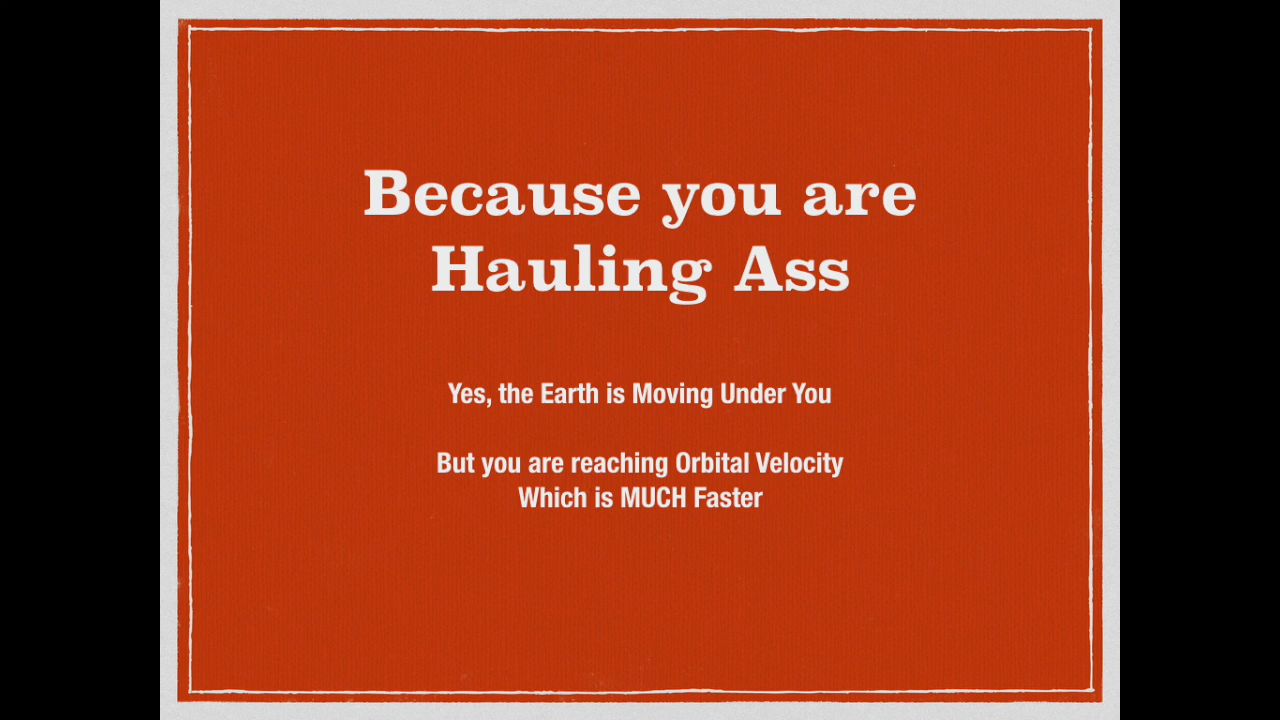 Because you are
Hauling Ass
Yes, the Earth is Moving Under You
But you are reaching Orbital Velocity
Which is MUCH Faster